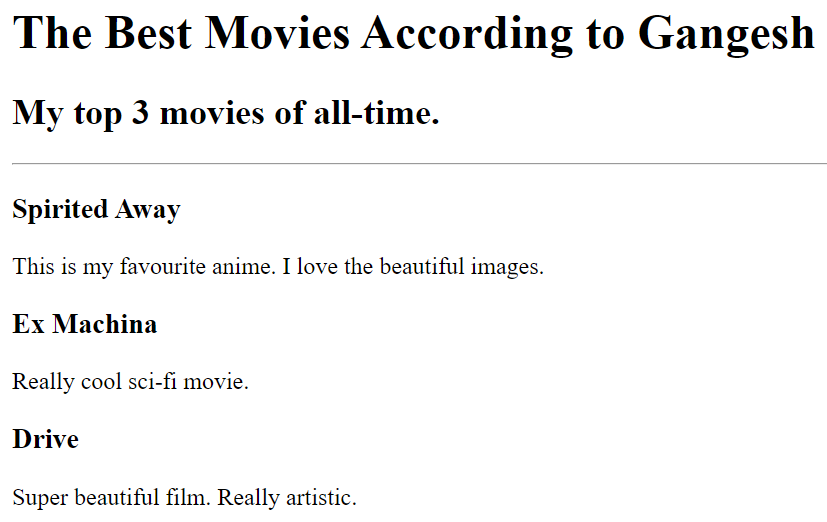 The Best Movies According to Gangesh
My top 3 movies of all-time.
Spirited Away
This is my favourite anime. I love the beautiful images.
Ex Machina
Really cool sci-fi movie.
Drive
Super beautiful film. Really artistic.